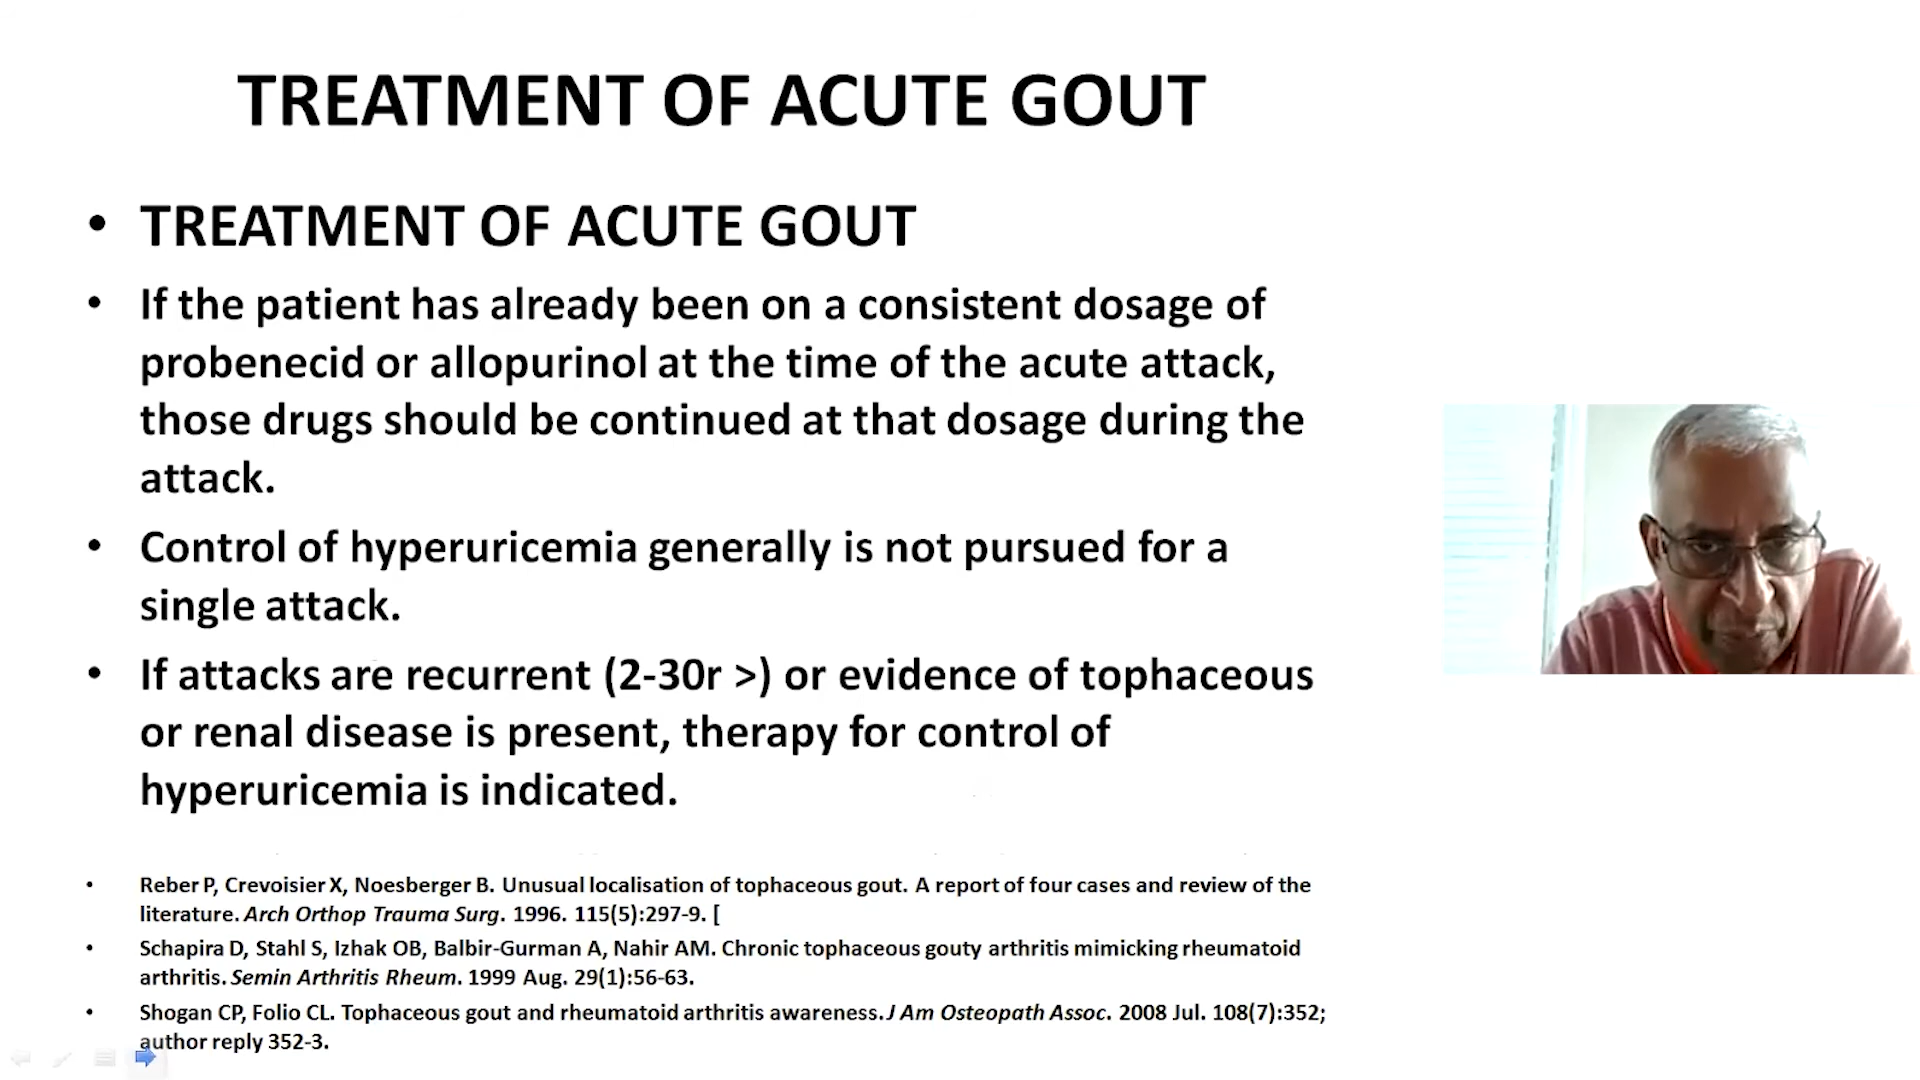 TREATMENT OF ACUTE GOUT
• TREATMENT OF ACUTE GOUT
• If the patient has already been on a consistent dosage of
probenecid or allopurinol at the time of the acute attack,
those drugs should be continued at that dosage during the
attack.
• Control of hyperuricemia generally is not pursued for a
single attack.
• If attacks are recurrent (2-30r >) or evidence of tophaceous
or renal disease is present, therapy for control of
hyperuricemia is indicated.
• Reber P, Crevoisier X, Noesberger B. Unusual localisation of tophaceous gout. A report of four cases and review of the
literature. Arch Orthop Trauma Surg. 1996. 115(5):297-9. [
• Schapira D, Stahl S, Izhak OB, Balbir-Gurman A, Nahir AM. Chronic tophaceous gouty arthritis mimicking rheumatoid
arthritis. Semin Arthritis Rheum. 1999 Aug. 29(1):56-63.
• Shogan CP, Folio CL. Tophaceous gout and rheumatoid arthritis awareness. J Am Osteopath Assoc. 2008 Jul. 108(7):352;
author reply 352-3.